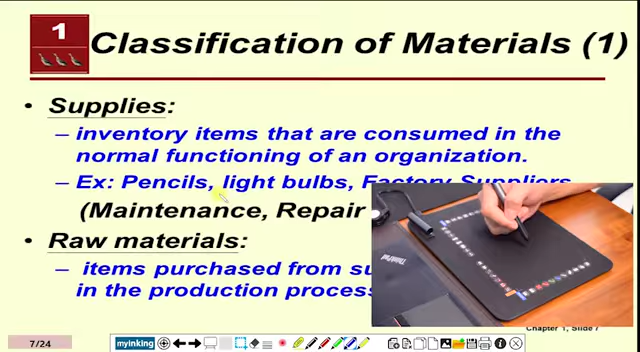 1
Classification of Materials (1)
• Supplies:
– inventory items that are consumed in the
normal functioning of an organization.
– Ex: Pencils, light bulbs, Factory Suppliers
(Maintenance, Repair
• Raw materials:
– items purchased from su
in the production process
ThinkPad
Chapter 1, Slide 7
7/24
myinking